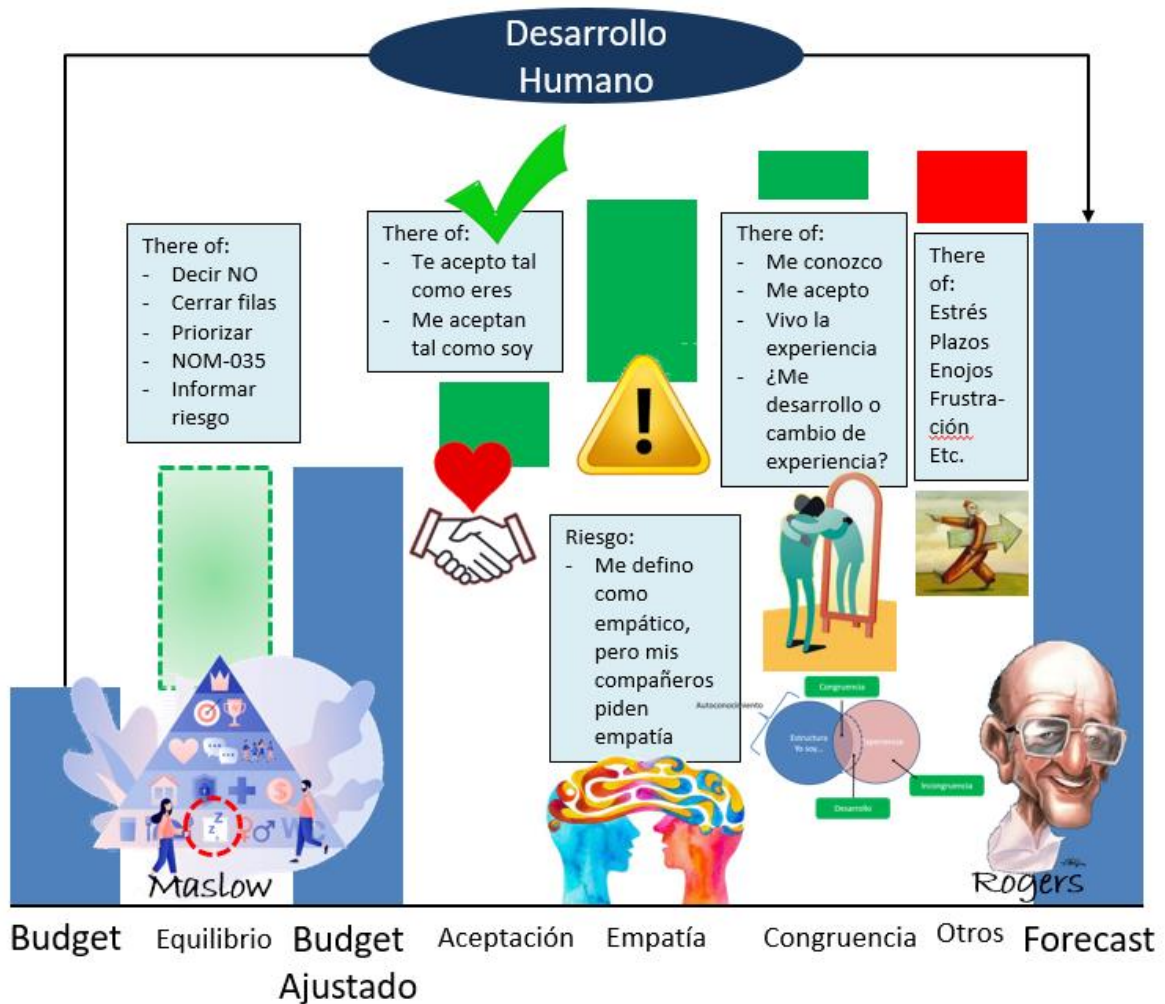 Desarrollo
Humano
There of:
- Decir NO
- Cerrar filas
- Priorizar
- NOM-035
- Informar
riesgo
There of:
- Te acepto tal
como eres
- Me aceptan
tal como soy
There of:
- Me conozco
- Me acepto
- Vivo la
experiencia
- ¿Me
desarrollo o
cambio de
experiencia?
There
of:
Estrés
Plazos
Enojos
Frustra-
ción
Etc.
Riesgo:
- Me defino
como
empático,
pero mis
compañeros
piden
empatía
Congruencia
Autoconocimiento
Estructura
Yo soy...
Incongruencia
Desarrollo
Z
Z
Z
Maslow
Rogers
Budget
Equilibrio
Budget
Ajustado
Aceptación
Empatía
Congruencia
Otros
Forecast